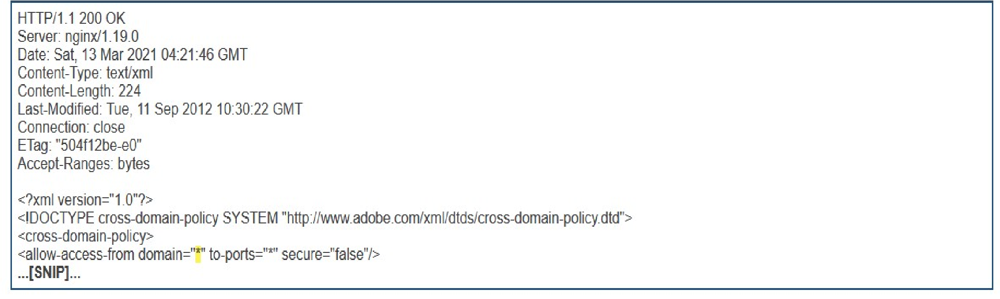 HTTP/1.1 200 OK
Server: nginx/1.19.0
Date: Sat, 13 Mar 2021 04:21:46 GMT
Content-Type: text/xml
Content-Length: 224
Last-Modified: Tue, 11 Sep 2012 10:30:22 GMT
Connection: close
ETag: "504f12be-e0"
Accept-Ranges: bytes
<?xml version="1.0"?>
<!DOCTYPE cross-domain-policy SYSTEM "http://www.adobe.com/xml/dtds/cross-domain-policy.dtd">
<cross-domain-policy>
<allow-access-from domain="*" to-ports="*" secure="false"/>
...[SNIP]...